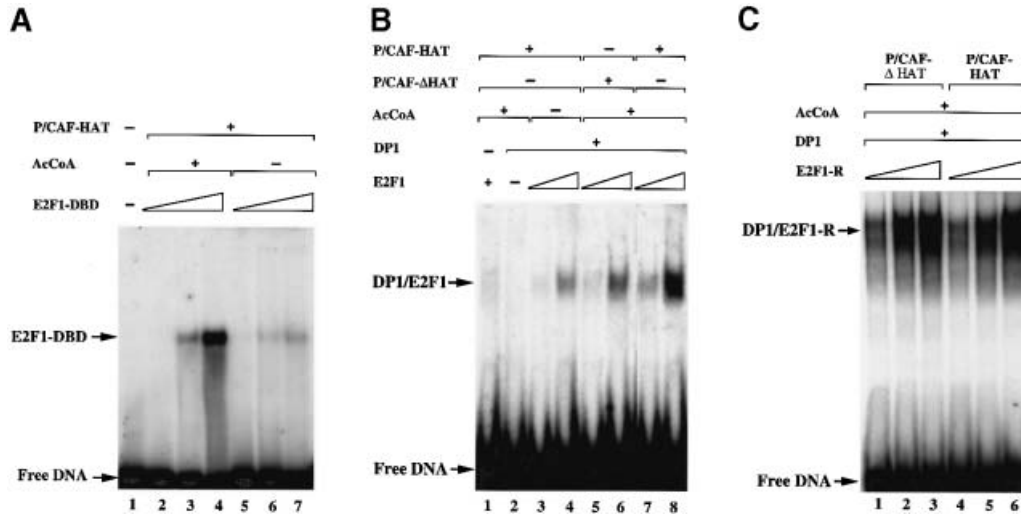 A
P/CAF-HAT – +
AcCoA – + –
E2F1-DBD –
E2F1-DBD
Free DNA
1 2 3 4 5 6 7
B
P/CAF-HAT + – +
P/CAF-ΔHAT – + –
AcCoA + – +
DP1 – +
E2F1 + –
DP1/E2F1
Free DNA
1 2 3 4 5 6 7 8
C
P/CAF- P/CAF-
Δ HAT HAT
AcCoA +
DP1 +
E2F1-R
DP1/E2F1-R
Free DNA
1 2 3 4 5 6